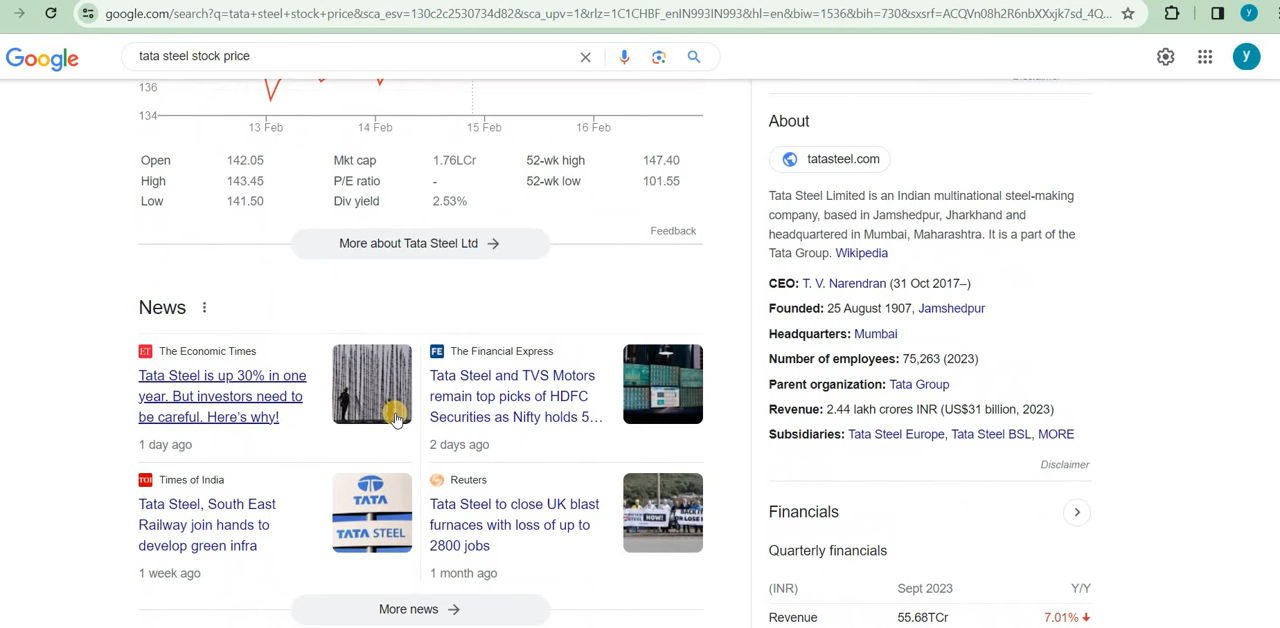 google.com/search?q=tata+steel+stock+price&sca_esv=130c2c2530734d82&sca_upv=1&rlz=1C1CHBF_enIN993IN993&hl=en&biw=1536&bih=730&sxsrf=ACQVn08h2R6nbXXxjk7sd_4Q...
y
Google
tata steel stock price
y
136
134
13 Feb 14 Feb 15 Feb 16 Feb
Open 142.05 Mkt cap 1.76LCr 52-wk high 147.40
High 143.45 P/E ratio - 52-wk low 101.55
Low 141.50 Div yield 2.53%
Feedback
More about Tata Steel Ltd →
News
ET The Economic Times
Tata Steel is up 30% in one
year. But investors need to
be careful. Here's why!
1 day ago
FE The Financial Express
Tata Steel and TVS Motors
remain top picks of HDFC
Securities as Nifty holds 5...
2 days ago
TOI Times of India
Tata Steel, South East
Railway join hands to
develop green infra
1 week ago
TATA
TATA STEEL
Reuters
Tata Steel to close UK blast
furnaces with loss of up to
2800 jobs
1 month ago
More news →
About
tatasteel.com
Tata Steel Limited is an Indian multinational steel-making
company, based in Jamshedpur, Jharkhand and
headquartered in Mumbai, Maharashtra. It is a part of the
Tata Group. Wikipedia
CEO: T. V. Narendran (31 Oct 2017–)
Founded: 25 August 1907, Jamshedpur
Headquarters: Mumbai
Number of employees: 75,263 (2023)
Parent organization: Tata Group
Revenue: 2.44 lakh crores INR (US$31 billion, 2023)
Subsidiaries: Tata Steel Europe, Tata Steel BSL, MORE
Disclaimer
Financials
Quarterly financials
(INR) Sept 2023 Y/Y
Revenue 55.68TCr 7.01%